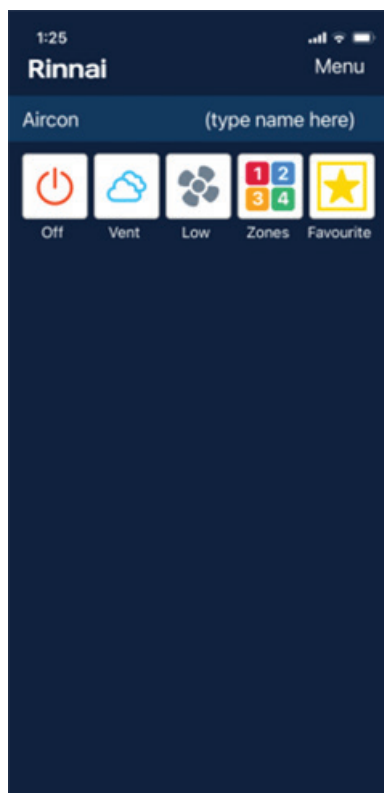 1:25
Rinnai Menu
Aircon (type name here)
1 2
3 4
Off Vent Low Zones Favourite